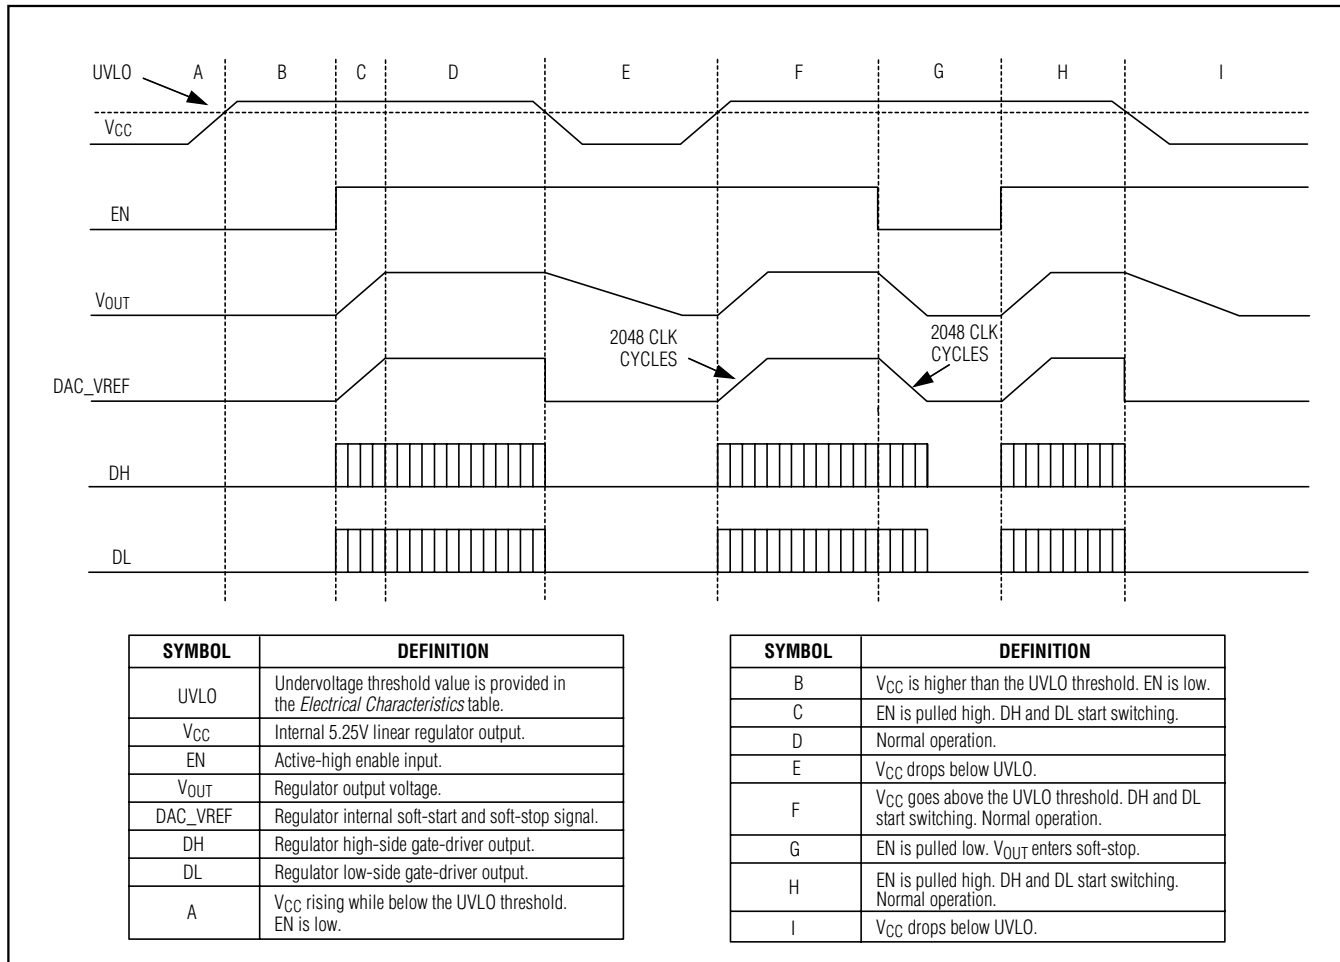 UVLO A B C D E F G H I
VCC
EN
VOUT
2048 CLK
CYCLES
2048 CLK
CYCLES
DAC_VREF
DH
DL
SYMBOL DEFINITION
UVLO Undervoltage threshold value is provided in
the Electrical Characteristics table.
VCC Internal 5.25V linear regulator output.
EN Active-high enable input.
VOUT Regulator output voltage.
DAC_VREF Regulator internal soft-start and soft-stop signal.
DH Regulator high-side gate-driver output.
DL Regulator low-side gate-driver output.
A VCC rising while below the UVLO threshold.
EN is low.
SYMBOL DEFINITION
B VCC is higher than the UVLO threshold. EN is low.
C EN is pulled high. DH and DL start switching.
D Normal operation.
E VCC drops below UVLO.
F VCC goes above the UVLO threshold. DH and DL
start switching. Normal operation.
G EN is pulled low. VOUT enters soft-stop.
H EN is pulled high. DH and DL start switching.
Normal operation.
I VCC drops below UVLO.